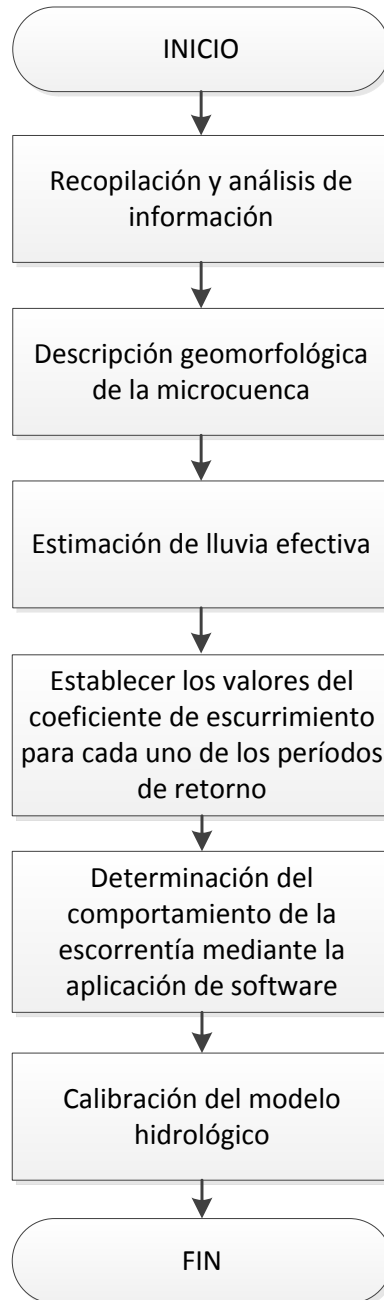 INICIO
Recopilación y análisis de
información
Descripción geomorfológica
de la microcuenca
Estimación de lluvia efectiva
Establecer los valores del
coeficiente de escurrimiento
para cada uno de los períodos
de retorno
Determinación del
comportamiento de la
escorrentía mediante la
aplicación de software
Calibración del modelo
hidrológico
FIN